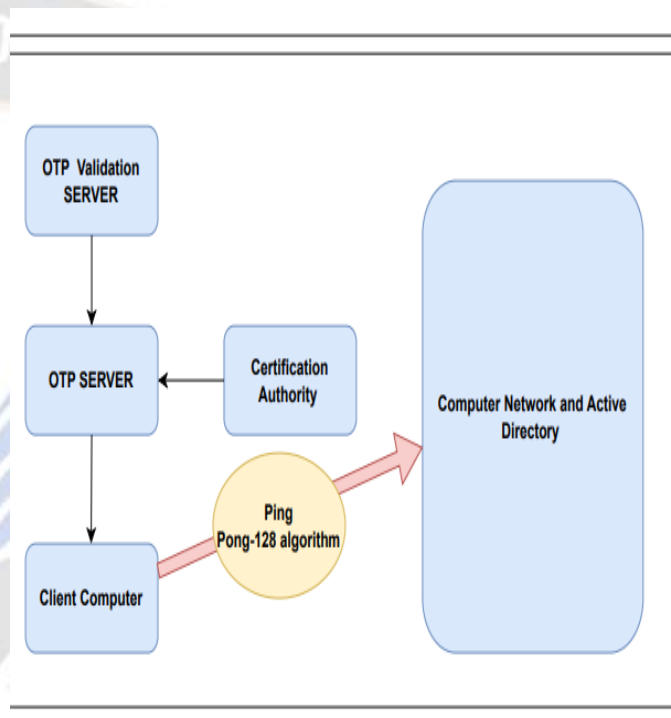 OTP Validation
SERVER
OTP SERVER
Certification
Authority
Computer Network and Active
Directory
Ping
Pong-128 algorithm
Client Computer